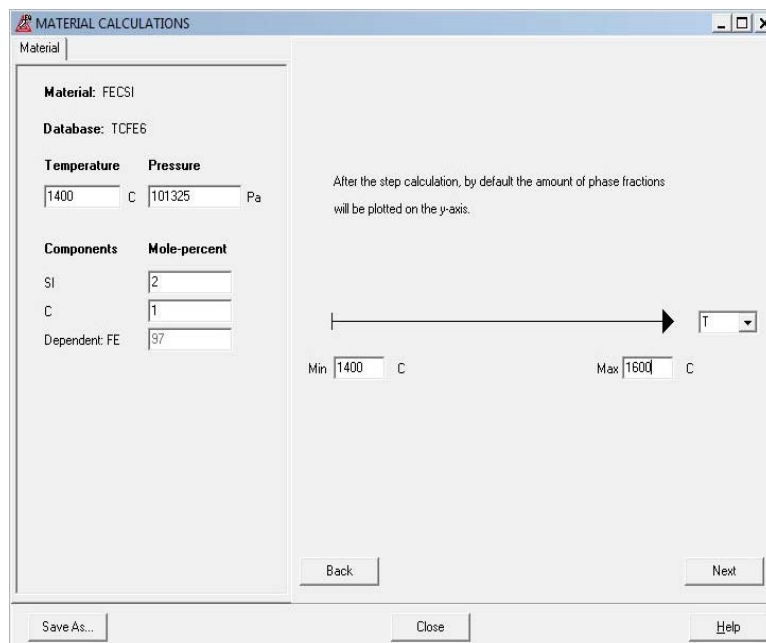 MATERIAL CALCULATIONS
Material
Material: FECSI
Database: TCFE6
Temperature Pressure
1400 C 101325 Pa
Components Mole-percent
SI 2
C 1
Dependent: FE 97
After the step calculation, by default the amount of phase fractions
will be plotted on the y-axis.
T
Min 1400 C Max 1600 C
Back Next
Save As... Close Help